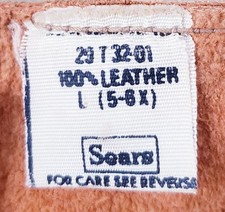 29 T 32-01
100% LEATHER
L (5-6X)
Sears
FOR CARE SEE REVERSE